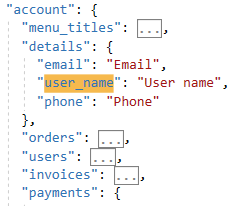 "account": {
"menu_titles": {...},
"details": {
"email": "Email",
"user_name": "User name",
"phone": "Phone"
},
"orders": {...},
"users": {...},
"invoices": {...},
"payments": {